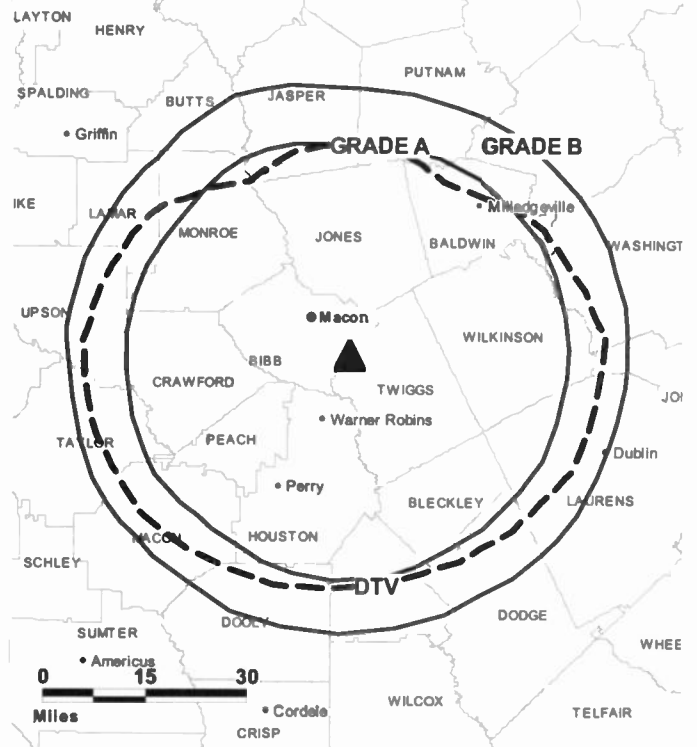 LAYTON
HENRY
PUTNAM
SPALDING
BUTTS
JASPER
Griffin
GRADE A
GRADE B
IKE
LAMAR
Milledgeville
MONROE
JONES
BALDWIN
WASHINGT
UPSON
Macon
WILKINSON
BIBB
CRAWFORD
TWIGGS
JO
Warner Robins
TAYLOR
PEACH
Dublin
Perry
BLECKLEY
LAURENS
MACON
HOUSTON
SCHLEY
DTV
DOOLY
DODGE
SUMTER
WHEE
Americus
0 15 30
Miles
WILCOX
Cordele
TELFAIR
CRISP